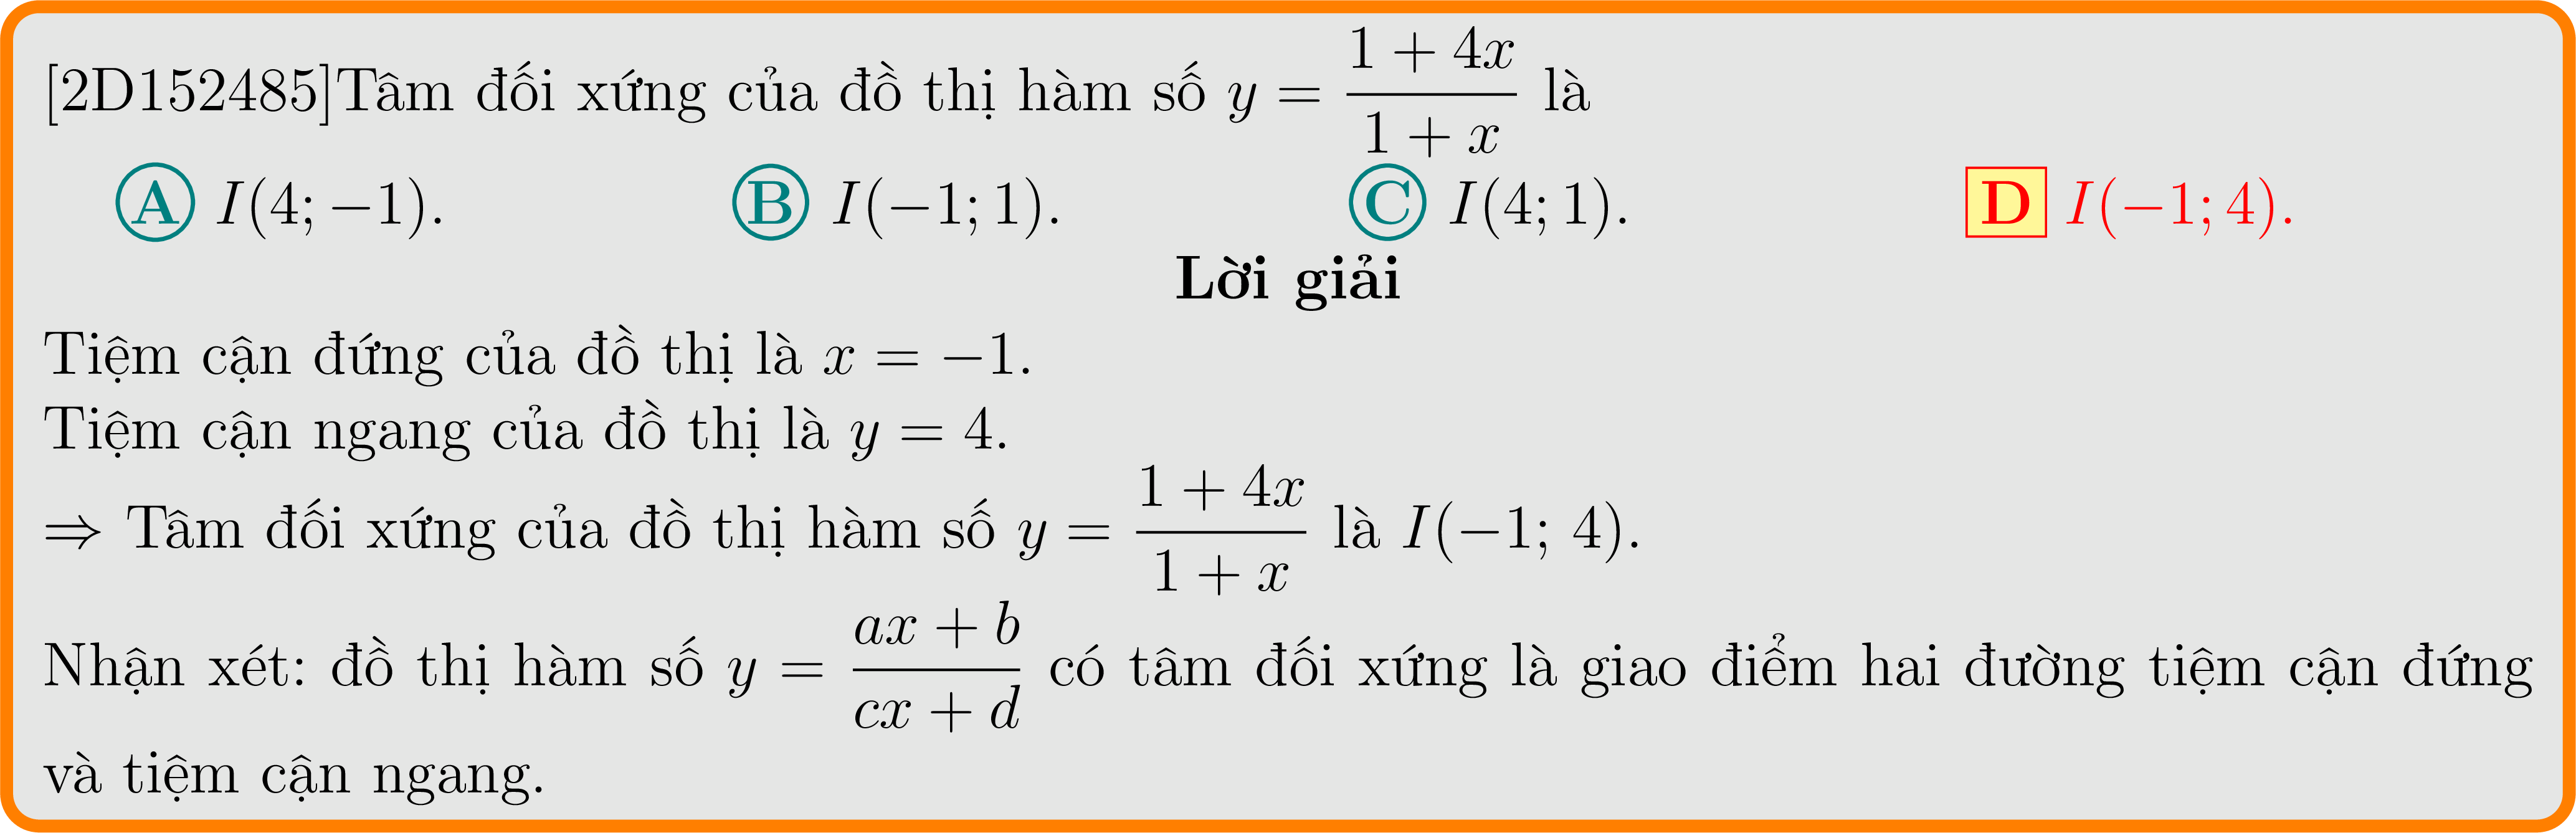 [2D152485]Tâm đối xứng của đồ thị hàm số $y = \dfrac{1+4x}{1+x}$ là
A $I(4;-1)$. B $I(-1;1)$. C $I(4;1)$. D $I(-1;4)$.
Lời giải
Tiệm cận đứng của đồ thị là $x = -1$.
Tiệm cận ngang của đồ thị là $y = 4$.
$\Rightarrow$ Tâm đối xứng của đồ thị hàm số $y = \dfrac{1+4x}{1+x}$ là $I(-1; 4)$.
Nhận xét: đồ thị hàm số $y = \dfrac{ax+b}{cx+d}$ có tâm đối xứng là giao điểm hai đường tiệm cận đứng
và tiệm cận ngang.